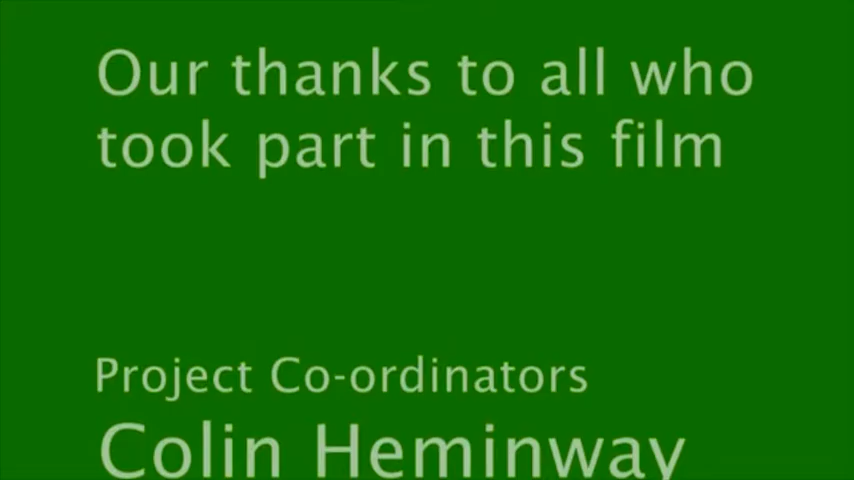 Our thanks to all who
took part in this film
Project Co-ordinators
Colin Heminway